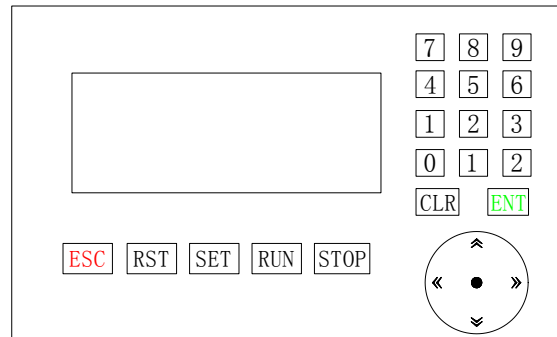 7 8 9
4 5 6
1 2 3
0 1 2
CLR ENT
ESC RST SET RUN STOP